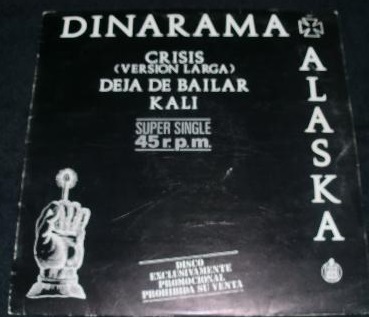 DINARAMA
ALASKA
CRISIS
(VERSION LARGA)
DEJA DE BAILAR
KALI
SUPER SINGLE
45 r.p.m.
DISCO
EXCLUSIVAMENTE
PROMOCIONAL
PROHIBIDA SU VENTA